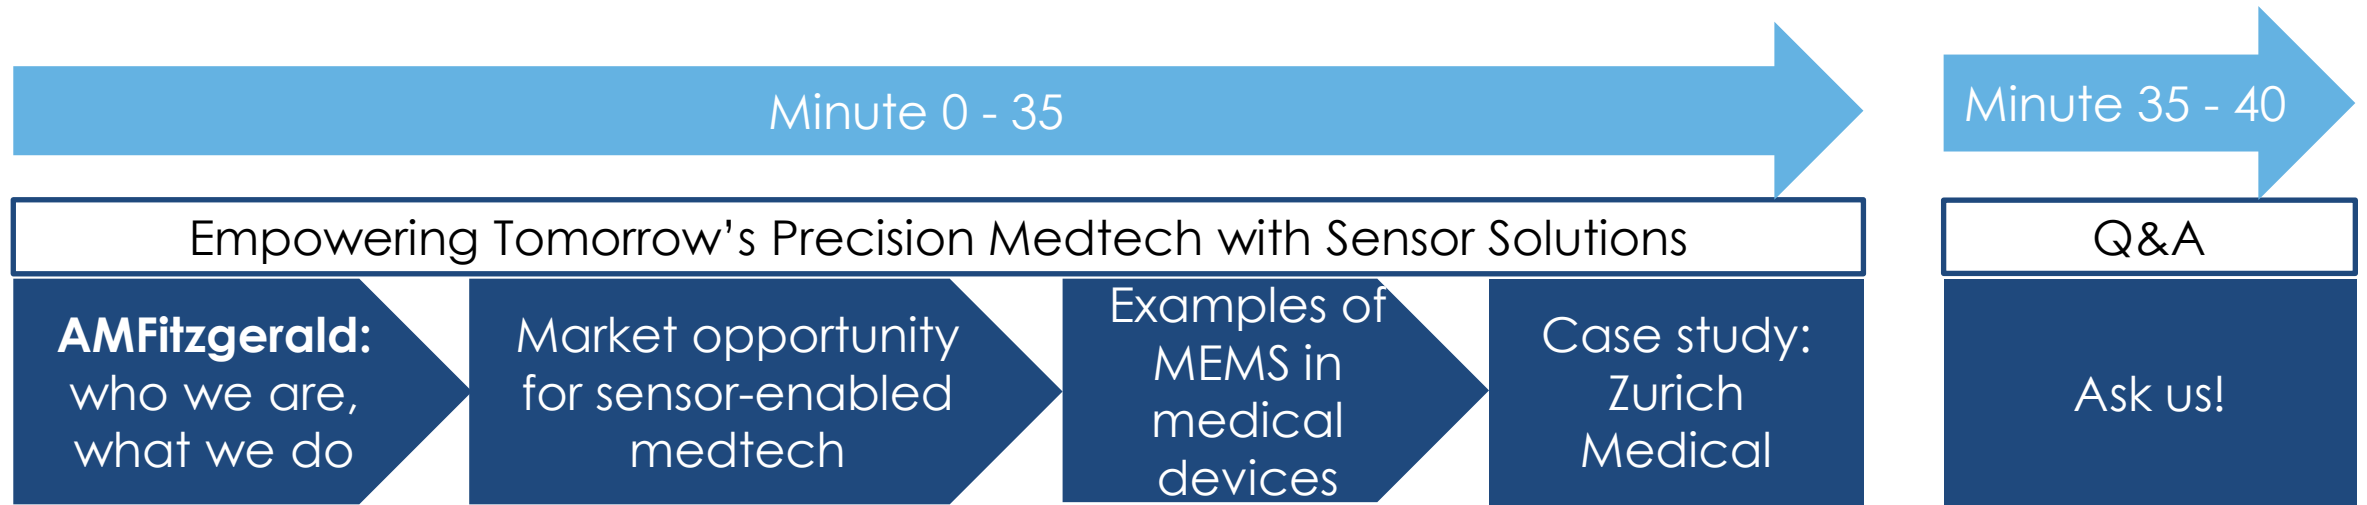 Minute 0 - 35
Minute 35 - 40
Empowering Tomorrow’s Precision Medtech with Sensor Solutions
Q&A
AMFitzgerald:
who we are,
what we do
Market opportunity
for sensor-enabled
medtech
Examples of
MEMS in
medical
devices
Case study:
Zurich
Medical
Ask us!